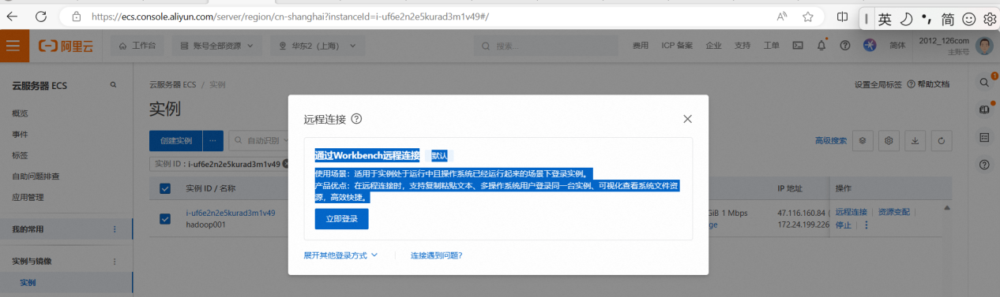 https://ecs.console.aliyun.com/server/region/cn-shanghai?instanceId=i-uf6e2n2e5kurad3m1v49#/
英 简
阿里云 工作台 账号全部资源 华东2（上海） 搜索... 费用 ICP 备案 企业 支持 工单 简体 2012_126com
主账号
云服务器 ECS
云服务器 ECS / 实例
设置全局标签 帮助文档
概览
事件
标签
自助问题排查
应用管理
我的常用
实例与镜像
实例
实例
创建实例 ... 自动识别
高级搜索
实例 ID : i-uf6e2n2e5kurad3m1v49
实例 ID / 名称
IP 地址 操作
i-uf6e2n2e5kurad3m1v49
hadoop001
GiB 1 Mbps
ge
47.116.160.84 (
172.24.199.226
远程连接 资源变配
停止
远程连接
通过Workbench远程连接 默认
使用场景：适用于实例处于运行中且操作系统已经运行起来的场景下登录实例。
产品优点：在远程连接时，支持复制粘贴文本、多操作系统用户登录同一台实例、可视化查看系统文件资
源，高效快捷。
立即登录
展开其他登录方式 连接遇到问题?